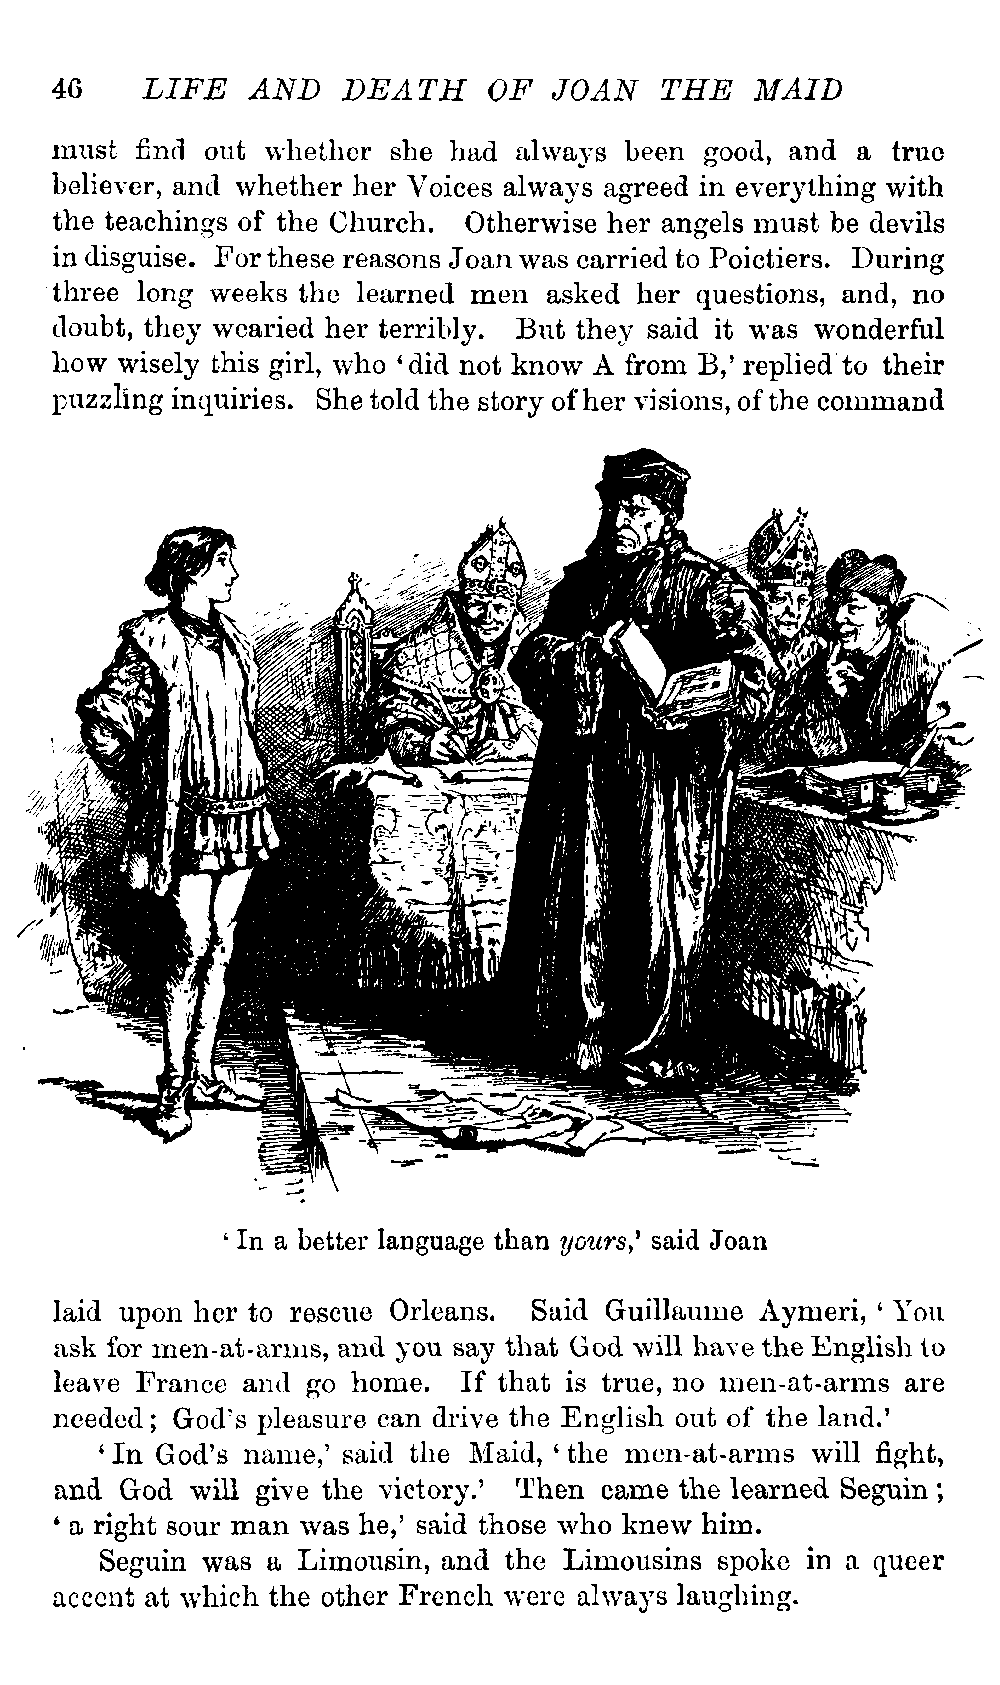 46 LIFE AND DEATH OF JOAN THE MAID
must find out whether she had always been good, and a true
believer, and whether her Voices always agreed in everything with
the teachings of the Church. Otherwise her angels must be devils
in disguise. For these reasons Joan was carried to Poictiers. During
three long weeks the learned men asked her questions, and, no
doubt, they wearied her terribly. But they said it was wonderful
how wisely this girl, who ‘did not know A from B,’ replied to their
puzzling inquiries. She told the story of her visions, of the command
‘In a better language than yours,’ said Joan
laid upon her to rescue Orleans. Said Guillaume Aymeri, ‘You
ask for men-at-arms, and you say that God will have the English to
leave France and go home. If that is true, no men-at-arms are
needed; God's pleasure can drive the English out of the land.’
‘In God's name,’ said the Maid, ‘the men-at-arms will fight,
and God will give the victory.’ Then came the learned Seguin;
‘a right sour man was he,’ said those who knew him.
Seguin was a Limousin, and the Limousins spoke in a queer
accent at which the other French were always laughing.